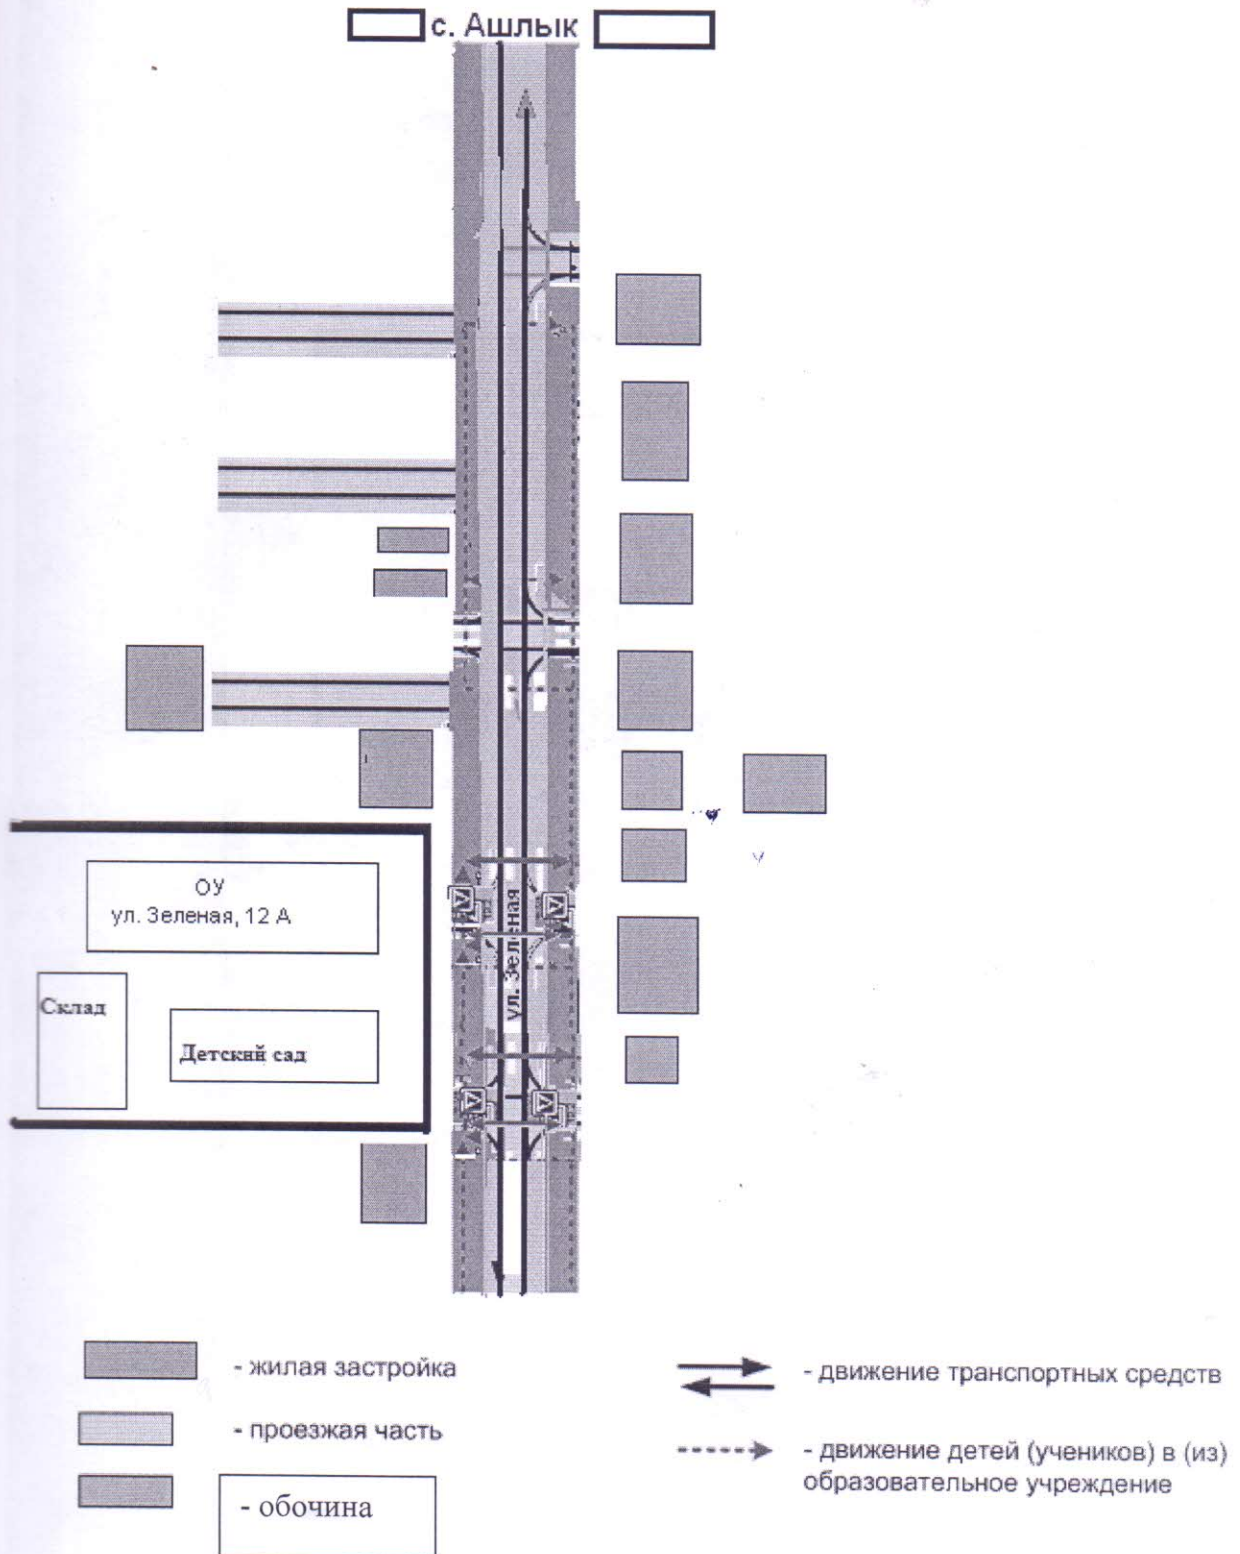 с. Ашлык
ОУ
ул. Зеленая, 12 А
Склад
Детский сад
ул. Зеленая
- жилая застройка
- проезжая часть
- обочина
- движение транспортных средств
- движение детей (учеников) в (из)
образовательное учреждение